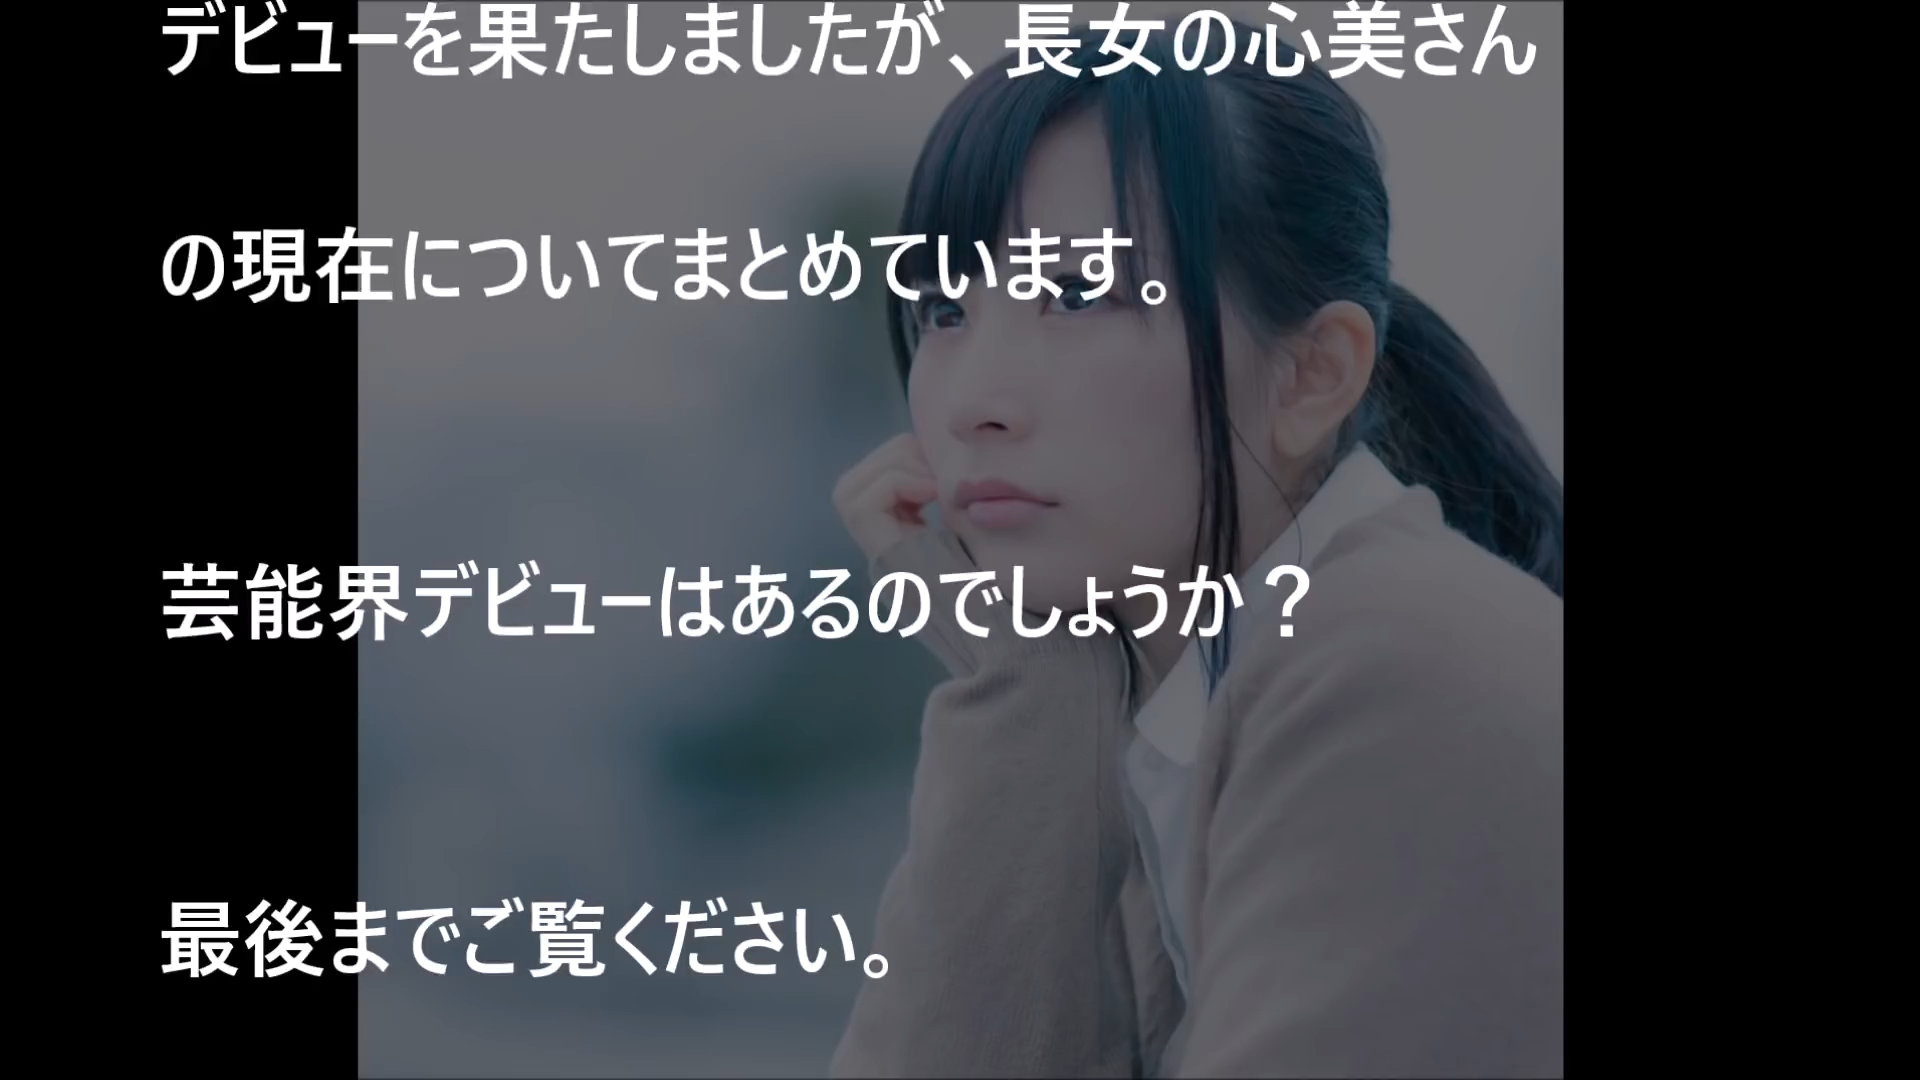 デビューを果たしましたが、長女の心美さん
の現在についてまとめています。
芸能界デビューはあるのでしょうか？
最後までご覧ください。